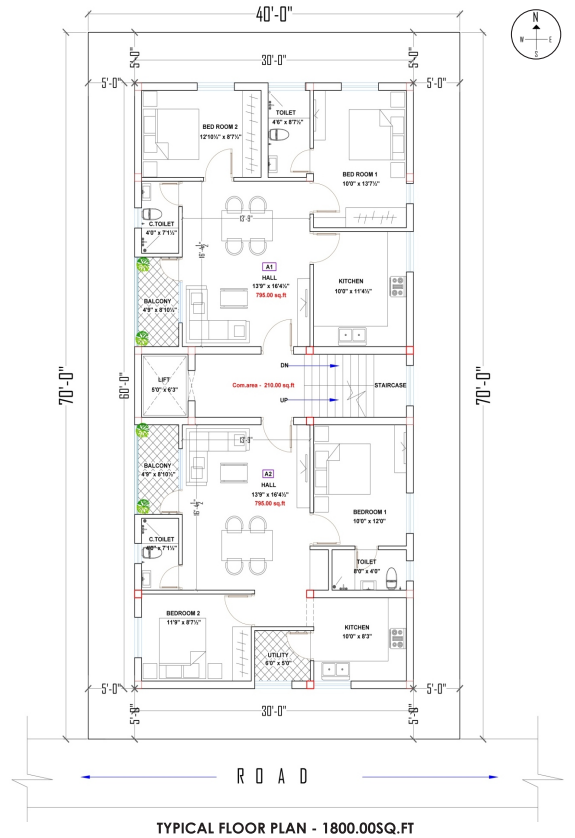 40'-0"
N
W E
S
5'-0"
30'-0"
5'-0"
5'-0"
5'-0"
TOILET
4'6" x 8'7½"
BED ROOM 2
12'10½" x 8'7½"
BED ROOM 1
10'0" x 13'7½"
C.TOILET
4'0" x 7'1½"
13'-9"
16'-4½"
A1
HALL
13'9" x 16'4½"
795.00 sq.ft
KITCHEN
10'0" x 11'4½"
BALCONY
4'9" x 8'10½"
70'-0"
60'-0"
70'-0"
LIFT
5'0" x 6'3"
DN
Com.area - 210.00 sq.ft
STAIRCASE
UP
13'-9"
BALCONY
4'9" x 8'10½"
A2
HALL
13'9" x 16'4½"
795.00 sq.ft
16'-4½"
BEDROOM 1
10'0" x 12'0"
C.TOILET
4'0" x 7'1½"
TOILET
8'0" x 4'0"
BEDROOM 2
11'9" x 8'7½"
KITCHEN
10'0" x 8'3"
UTILITY
6'0" x 5'0"
5'-0"
5'-0"
5'-0"
30'-0"
5'-0"
ROAD
TYPICAL FLOOR PLAN - 1800.00SQ.FT